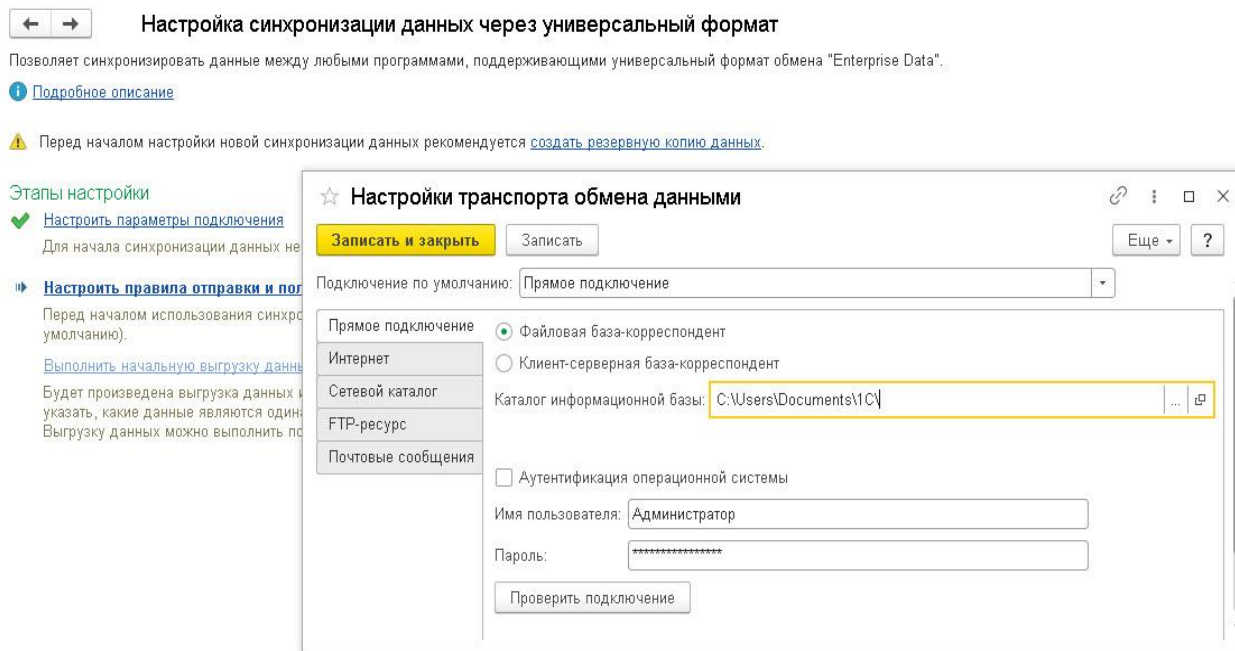 Настройка синхронизации данных через универсальный формат
Позволяет синхронизировать данные между любыми программами, поддерживающими универсальный формат обмена "Enterprise Data".
Подробное описание
Перед началом настройки новой синхронизации данных рекомендуется создать резервную копию данных.
Этапы настройки
Настроить параметры подключения
Для начала синхронизации данных не
Настроить правила отправки и пол
Перед началом использования синхро
умолчанию).
Выполнить начальную выгрузку данны
Будет произведена выгрузка данных и
указать, какие данные являются один
Выгрузку данных можно выполнить по
Настройки транспорта обмена данными
Записать и закрыть
Записать
Еще
?
Подключение по умолчанию: Прямое подключение
Прямое подключение
Интернет
Сетевой каталог
FTP-ресурс
Почтовые сообщения
Файловая база-корреспондент
Клиент-серверная база-корреспондент
Каталог информационной базы: C:\Users\Documents\1C\
...
Аутентификация операционной системы
Имя пользователя: Администратор
Пароль: ****************
Проверить подключение